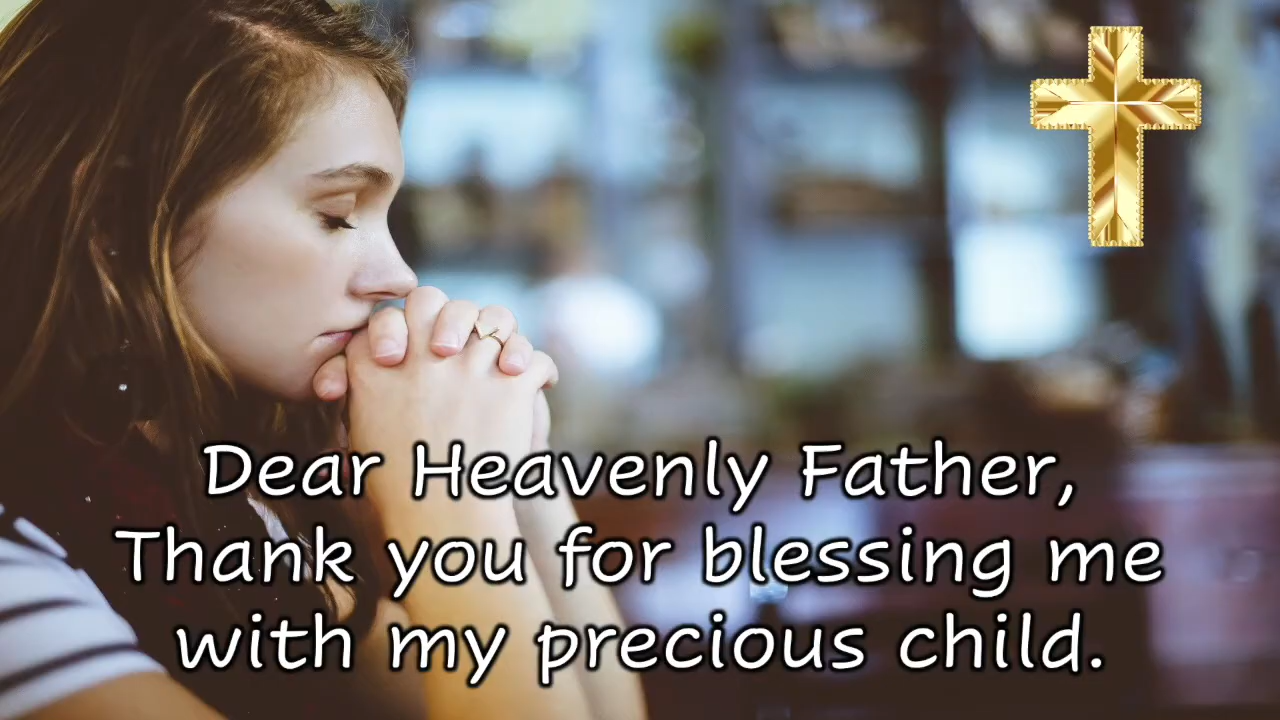 Dear Heavenly Father,
Thank you for blessing me
with my precious child.